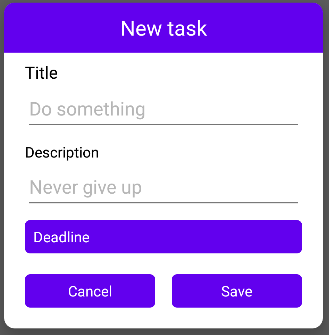 New task
Title
Do something
Description
Never give up
Deadline
Cancel Save